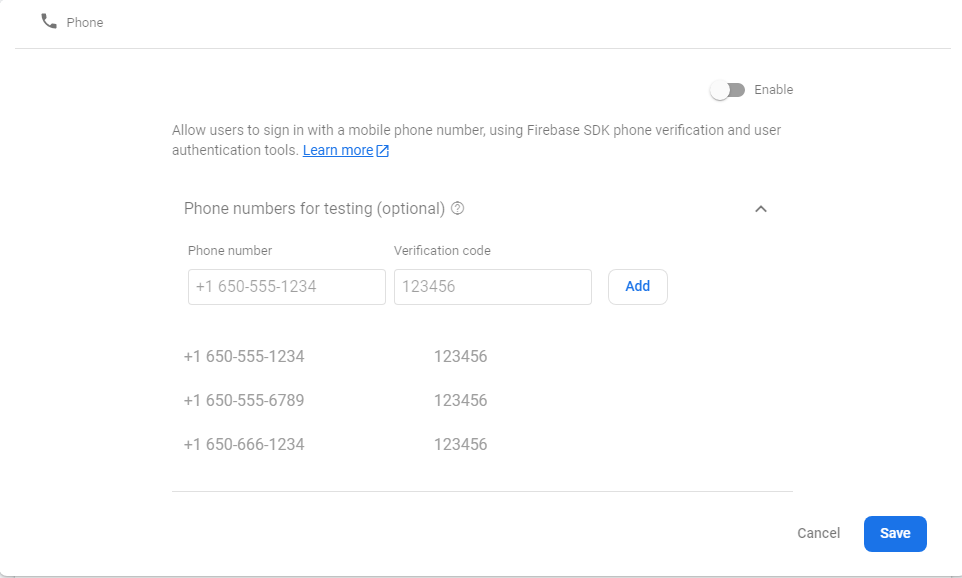 Phone
Enable
Allow users to sign in with a mobile phone number, using Firebase SDK phone verification and user
authentication tools. Learn more
Phone numbers for testing (optional)
Phone number Verification code
+1 650-555-1234 123456 Add
+1 650-555-1234 123456
+1 650-555-6789 123456
+1 650-666-1234 123456
Cancel Save